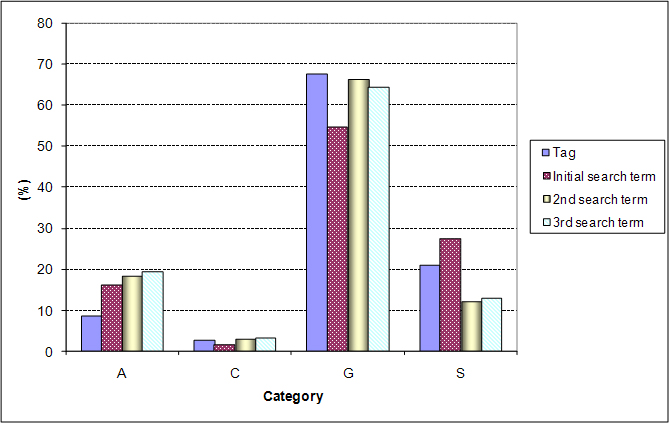 80
70
60
50
40
30
20
10
0
(%)
A C G S
Category
Tag
Initial search term
2nd search term
3rd search term